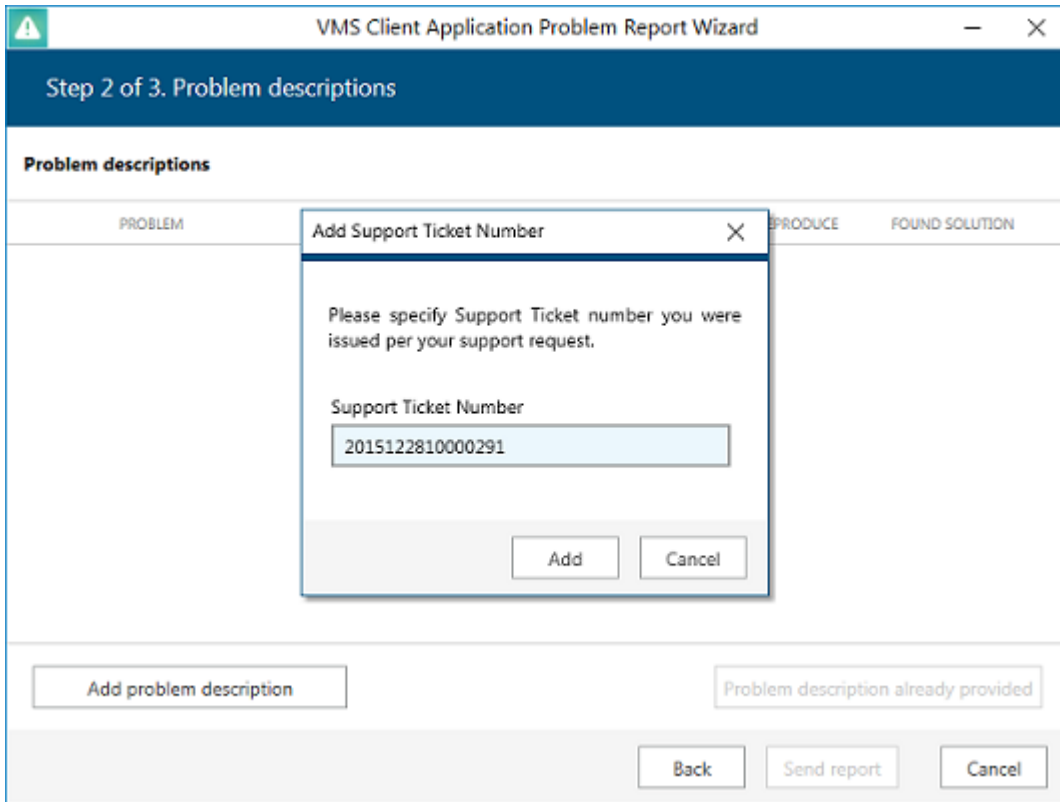 VMS Client Application Problem Report Wizard
Step 2 of 3. Problem descriptions
Problem descriptions
PROBLEM
FOUND SOLUTION
Add Support Ticket Number
Please specify Support Ticket number you were
issued per your support request.
Support Ticket Number
2015122810000291
Add Cancel
Add problem description Problem description already provided
Back Send report Cancel